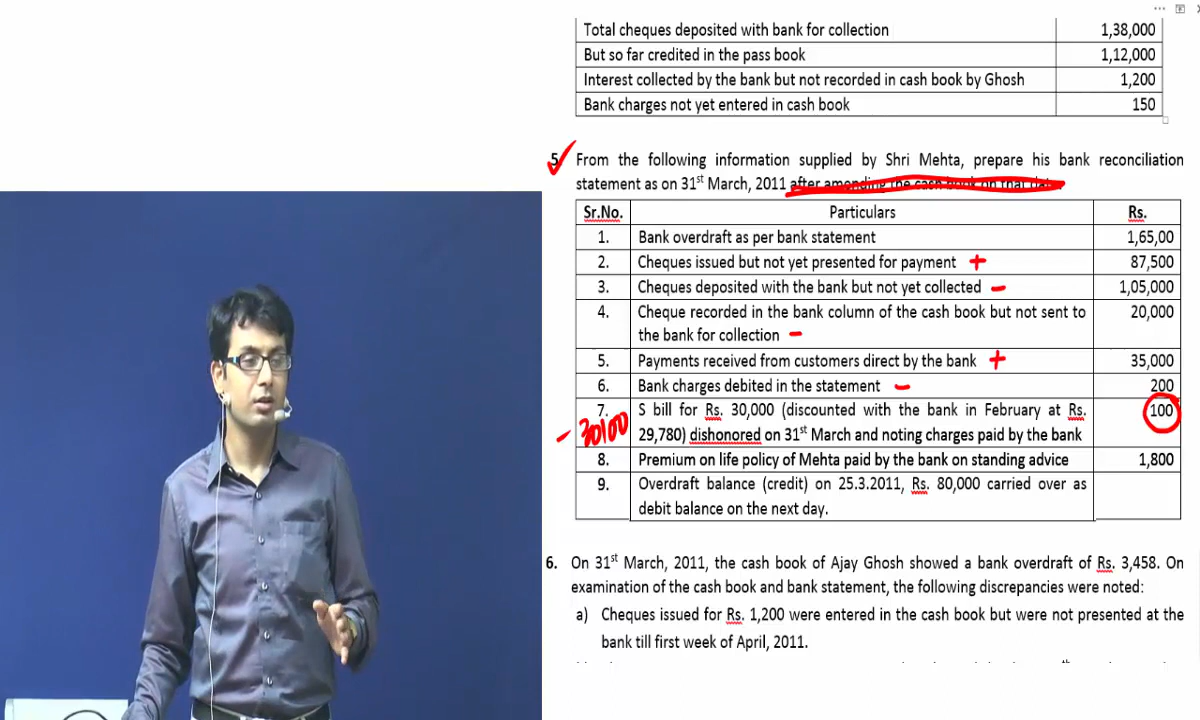 Total cheques deposited with bank for collection 1,38,000
But so far credited in the pass book 1,12,000
Interest collected by the bank but not recorded in cash book by Ghosh 1,200
Bank charges not yet entered in cash book 150
5. From the following information supplied by Shri Mehta, prepare his bank reconciliation
statement as on 31st March, 2011 after amending the cash book on that date.
Sr.No. Particulars Rs.
1. Bank overdraft as per bank statement 1,65,00
2. Cheques issued but not yet presented for payment + 87,500
3. Cheques deposited with the bank but not yet collected - 1,05,000
4. Cheque recorded in the bank column of the cash book but not sent to 20,000
the bank for collection -
5. Payments received from customers direct by the bank + 35,000
6. Bank charges debited in the statement - 200
7. S bill for Rs. 30,000 (discounted with the bank in February at Rs. 100
- 30100 29,780) dishonored on 31st March and noting charges paid by the bank
8. Premium on life policy of Mehta paid by the bank on standing advice 1,800
9. Overdraft balance (credit) on 25.3.2011, Rs. 80,000 carried over as
debit balance on the next day.
6. On 31st March, 2011, the cash book of Ajay Ghosh showed a bank overdraft of Rs. 3,458. On
examination of the cash book and bank statement, the following discrepancies were noted:
a) Cheques issued for Rs. 1,200 were entered in the cash book but were not presented at the
bank till first week of April, 2011.